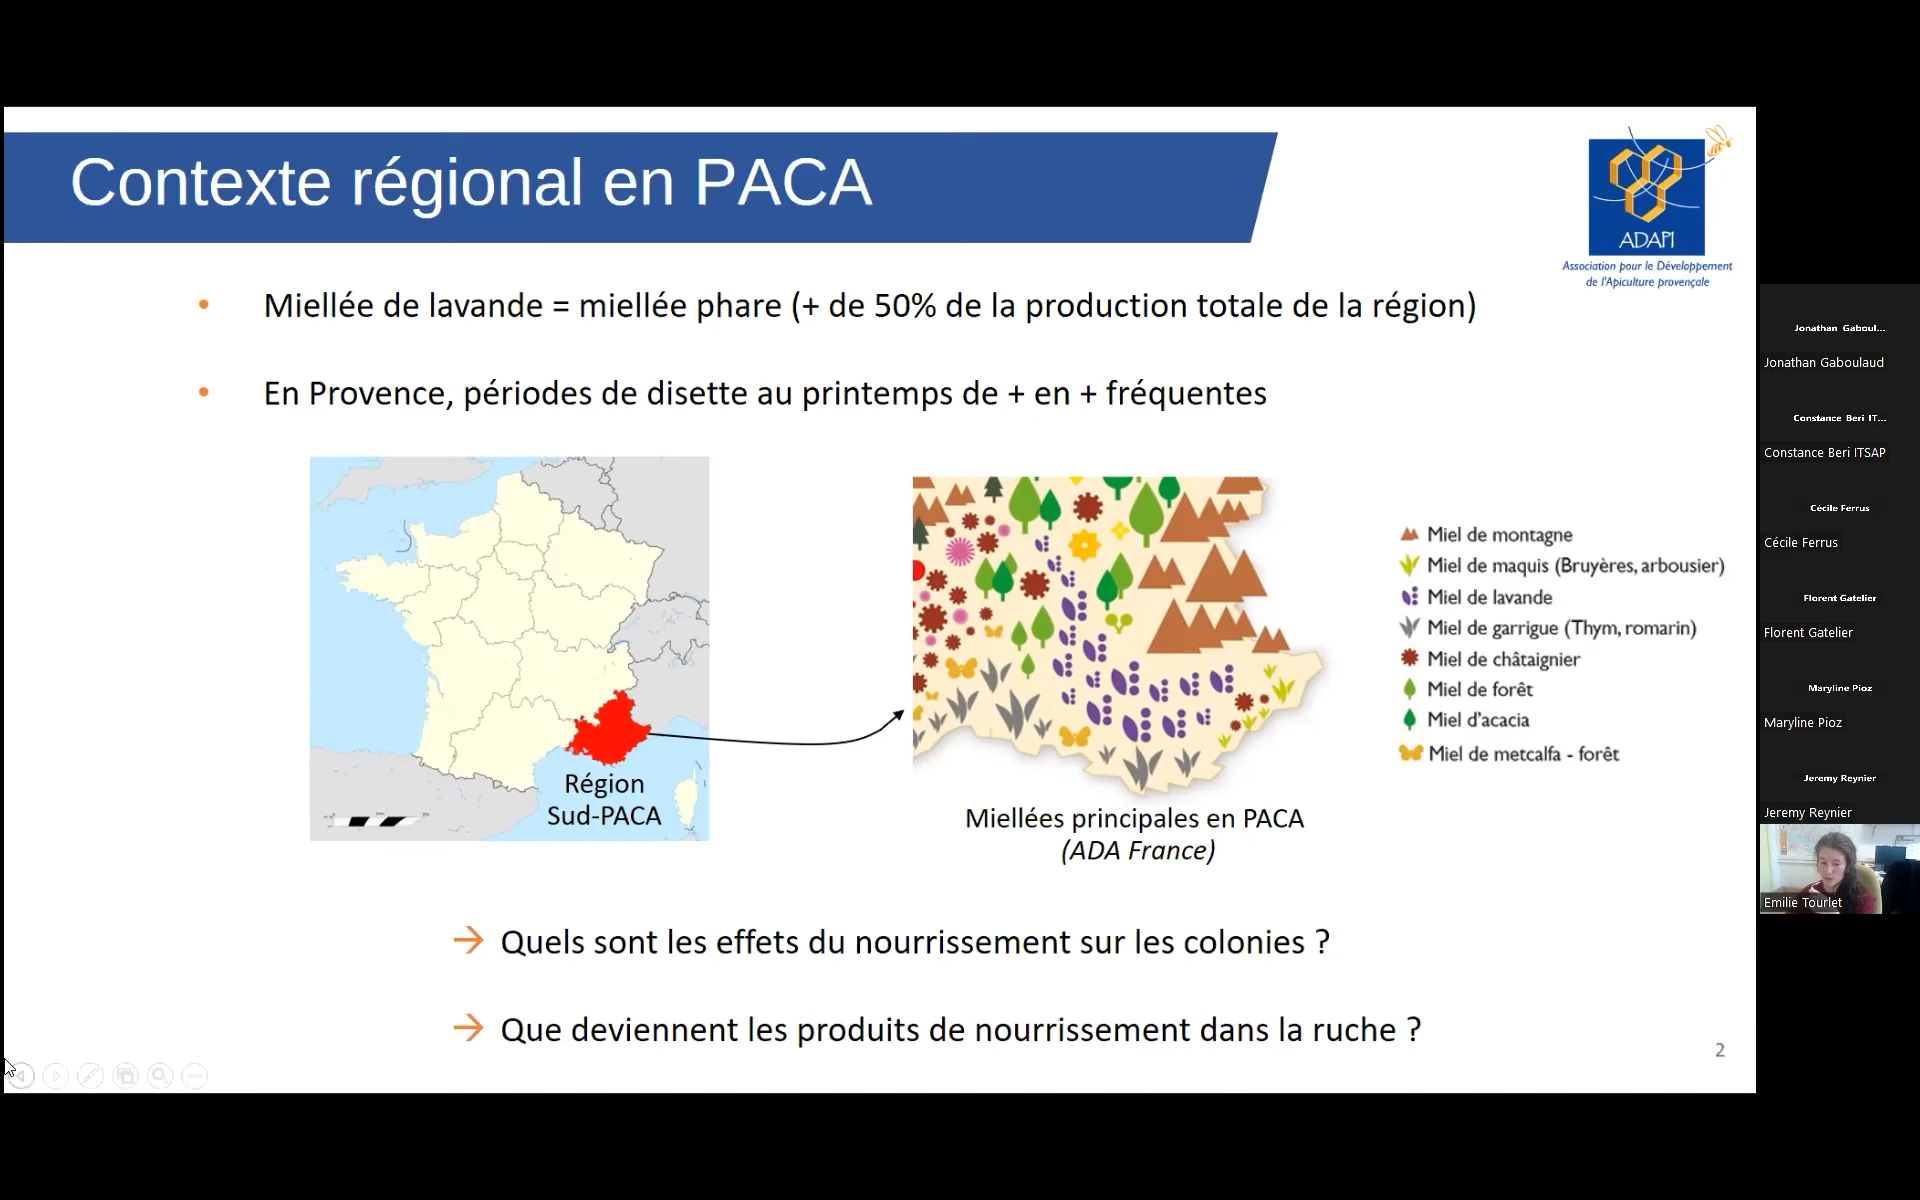 Contexte régional en PACA
ADAPI
Association pour le Développement
de l'Apiculture provençale
• Miellée de lavande = miellée phare (+ de 50% de la production totale de la région)
• En Provence, périodes de disette au printemps de + en + fréquentes
Région
Sud-PACA
Miel de montagne
Miel de maquis (Bruyères, arbousier)
Miel de lavande
Miel de garrigue (Thym, romarin)
Miel de châtaignier
Miel de forêt
Miel d'acacia
Miel de metcalfa - forêt
Miellées principales en PACA
(ADA France)
→ Quels sont les effets du nourrissement sur les colonies ?
→ Que deviennent les produits de nourrissement dans la ruche ?
2
Jonathan Gaboul...
Jonathan Gaboulaud
Constance Beri IT...
Constance Beri ITSAP
Cécile Ferrus
Cécile Ferrus
Florent Gatelier
Florent Gatelier
Maryline Pioz
Maryline Pioz
Jeremy Reynier
Jeremy Reynier
Emilie Tourlet